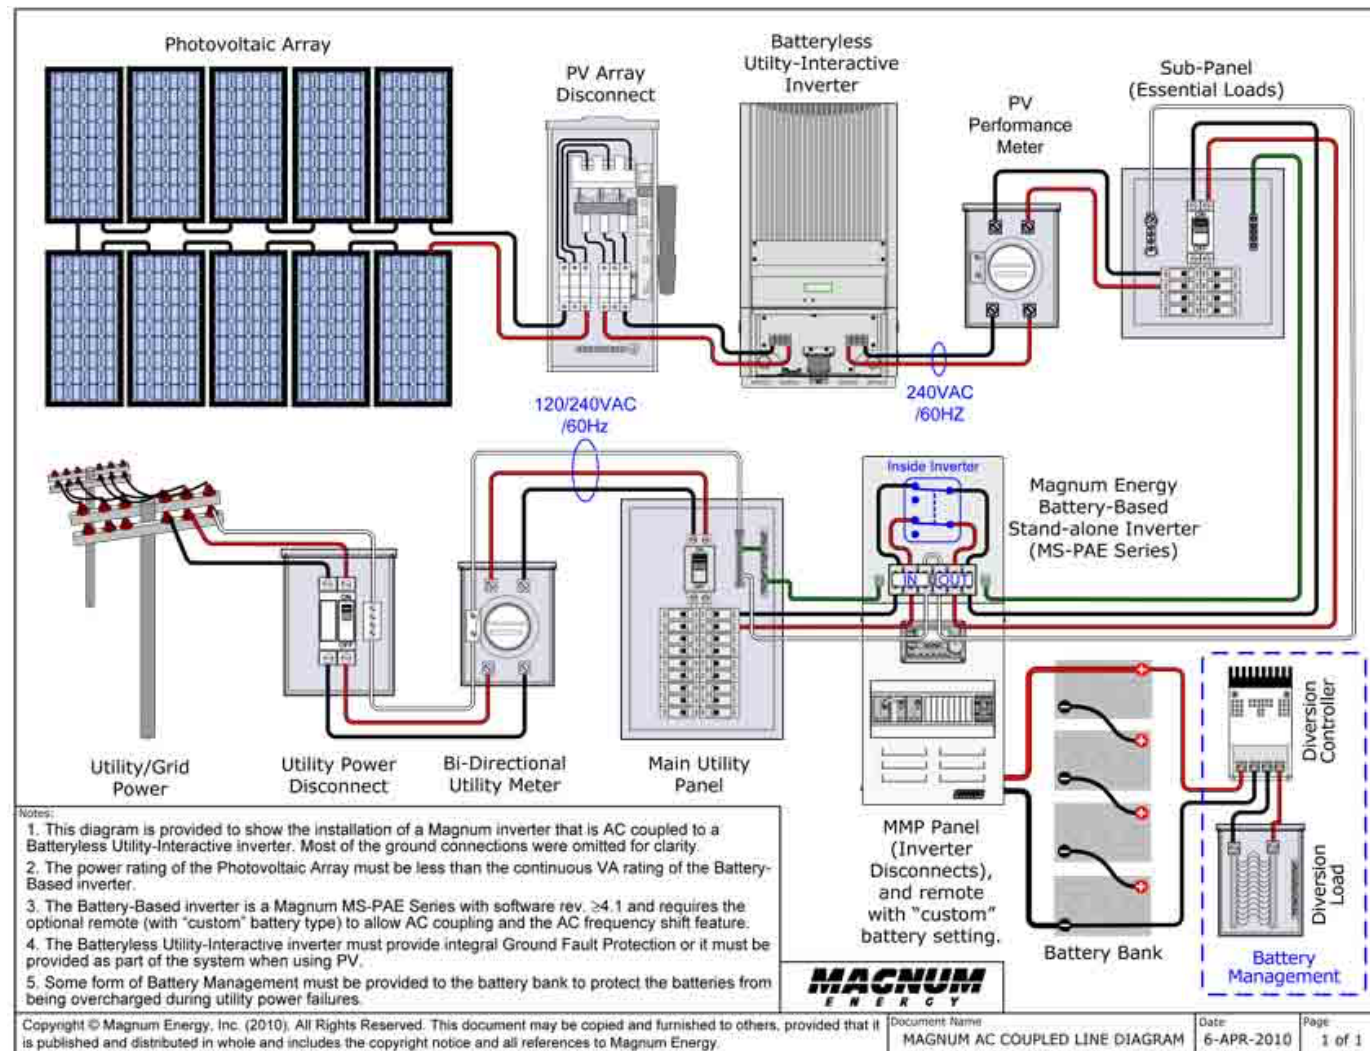 Photovoltaic Array
PV Array
Disconnect
Batteryless
Utilty-Interactive
Inverter
PV
Performance
Meter
Sub-Panel
(Essential Loads)
OFF
240VAC
/60HZ
120/240VAC
/60Hz
Inside Inverter
IN
OUT
Magnum Energy
Battery-Based
Stand-alone Inverter
(MS-PAE Series)
ON
OFF
Utility/Grid
Power
Utility Power
Disconnect
Bi-Directional
Utility Meter
Main Utility
Panel
MMP Panel
(Inverter
Disconnects),
and remote
with “custom”
battery setting.
Battery Bank
Diversion
Controller
Diversion
Load
Battery
Management
Notes:
1. This diagram is provided to show the installation of a Magnum inverter that is AC coupled to a
Batteryless Utility-Interactive inverter. Most of the ground connections were omitted for clarity.
2. The power rating of the Photovoltaic Array must be less than the continuous VA rating of the Battery-
Based inverter.
3. The Battery-Based inverter is a Magnum MS-PAE Series with software rev. ≥4.1 and requires the
optional remote (with “custom” battery type) to allow AC coupling and the AC frequency shift feature.
4. The Batteryless Utility-Interactive inverter must provide integral Ground Fault Protection or it must be
provided as part of the system when using PV.
5. Some form of Battery Management must be provided to the battery bank to protect the batteries from
being overcharged during utility power failures.
MAGNUM
ENERGY
Copyright © Magnum Energy, Inc. (2010). All Rights Reserved. This document may be copied and furnished to others, provided that it
is published and distributed in whole and includes the copyright notice and all references to Magnum Energy.
Document Name
MAGNUM AC COUPLED LINE DIAGRAM
Date
6-APR-2010
Page
1 of 1